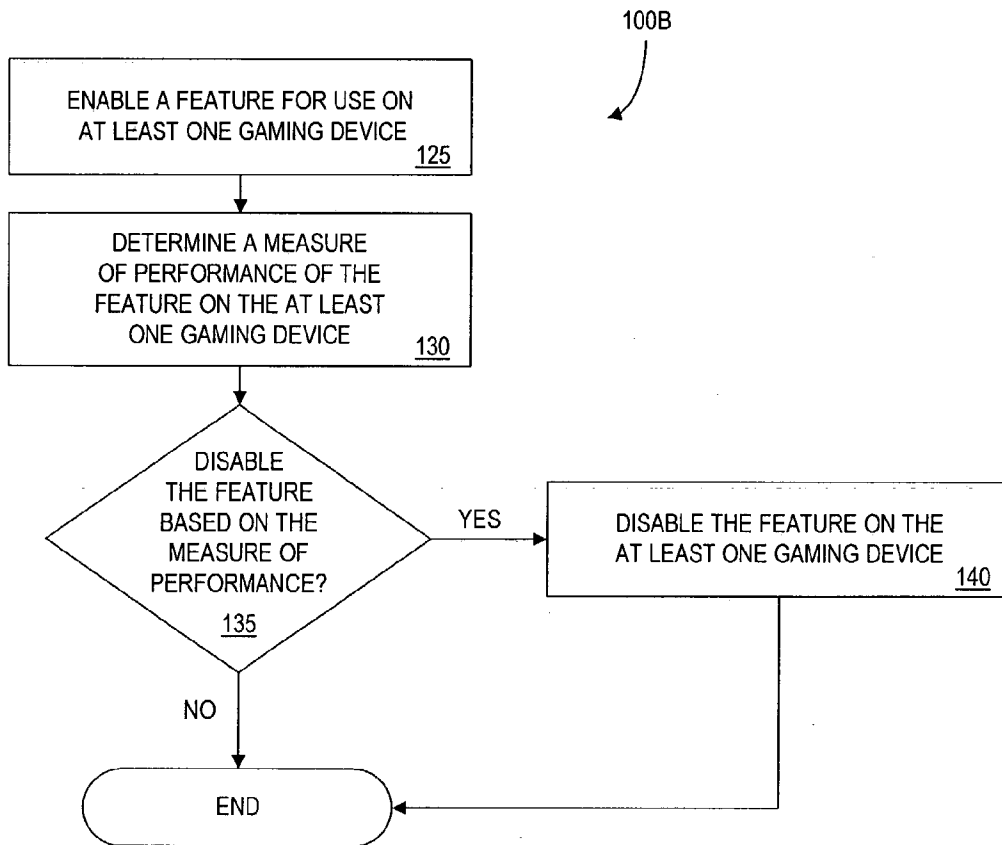 100B
ENABLE A FEATURE FOR USE ON
AT LEAST ONE GAMING DEVICE
125
DETERMINE A MEASURE
OF PERFORMANCE OF THE
FEATURE ON THE AT LEAST
ONE GAMING DEVICE
130
DISABLE
THE FEATURE
BASED ON THE
MEASURE OF
PERFORMANCE?
135
YES
DISABLE THE FEATURE ON THE
AT LEAST ONE GAMING DEVICE
140
NO
END